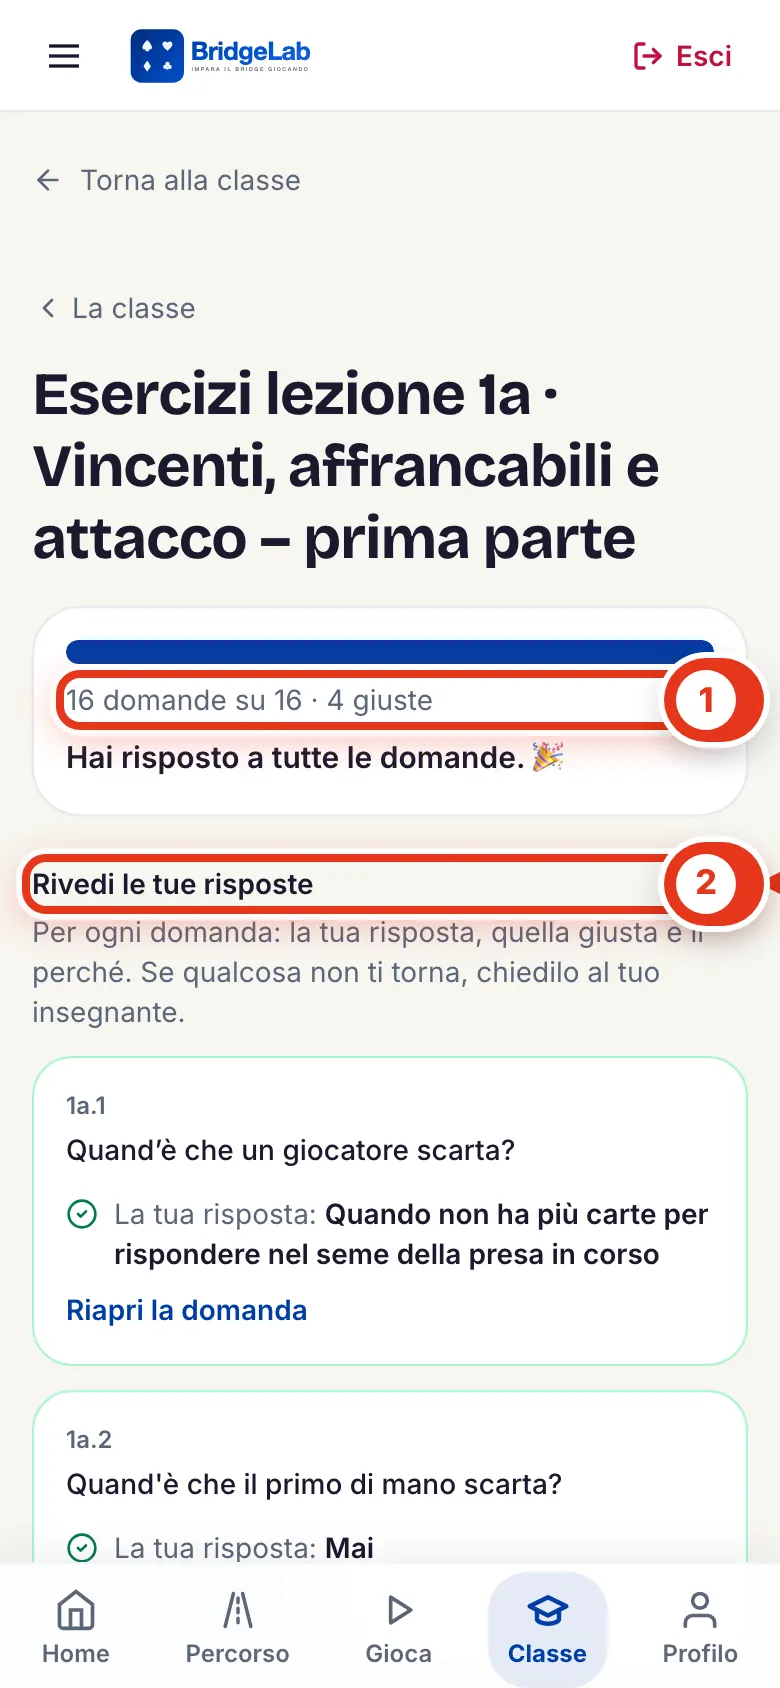 BridgeLab
IMPARA IL BRIDGE GIOCANDO
Esci
Torna alla classe
La classe
Esercizi lezione 1a ·
Vincenti, affrancabili e
attacco – prima parte
16 domande su 16 · 4 giuste
1
Hai risposto a tutte le domande. 🎉
Rivedi le tue risposte
2
Per ogni domanda: la tua risposta, quella giusta e il
perché. Se qualcosa non ti torna, chiedilo al tuo
insegnante.
1a.1
Quand’è che un giocatore scarta?
La tua risposta: Quando non ha più carte per
rispondere nel seme della presa in corso
Riapri la domanda
1a.2
Quand'è che il primo di mano scarta?
La tua risposta: Mai
Home
Percorso
Gioca
Classe
Profilo